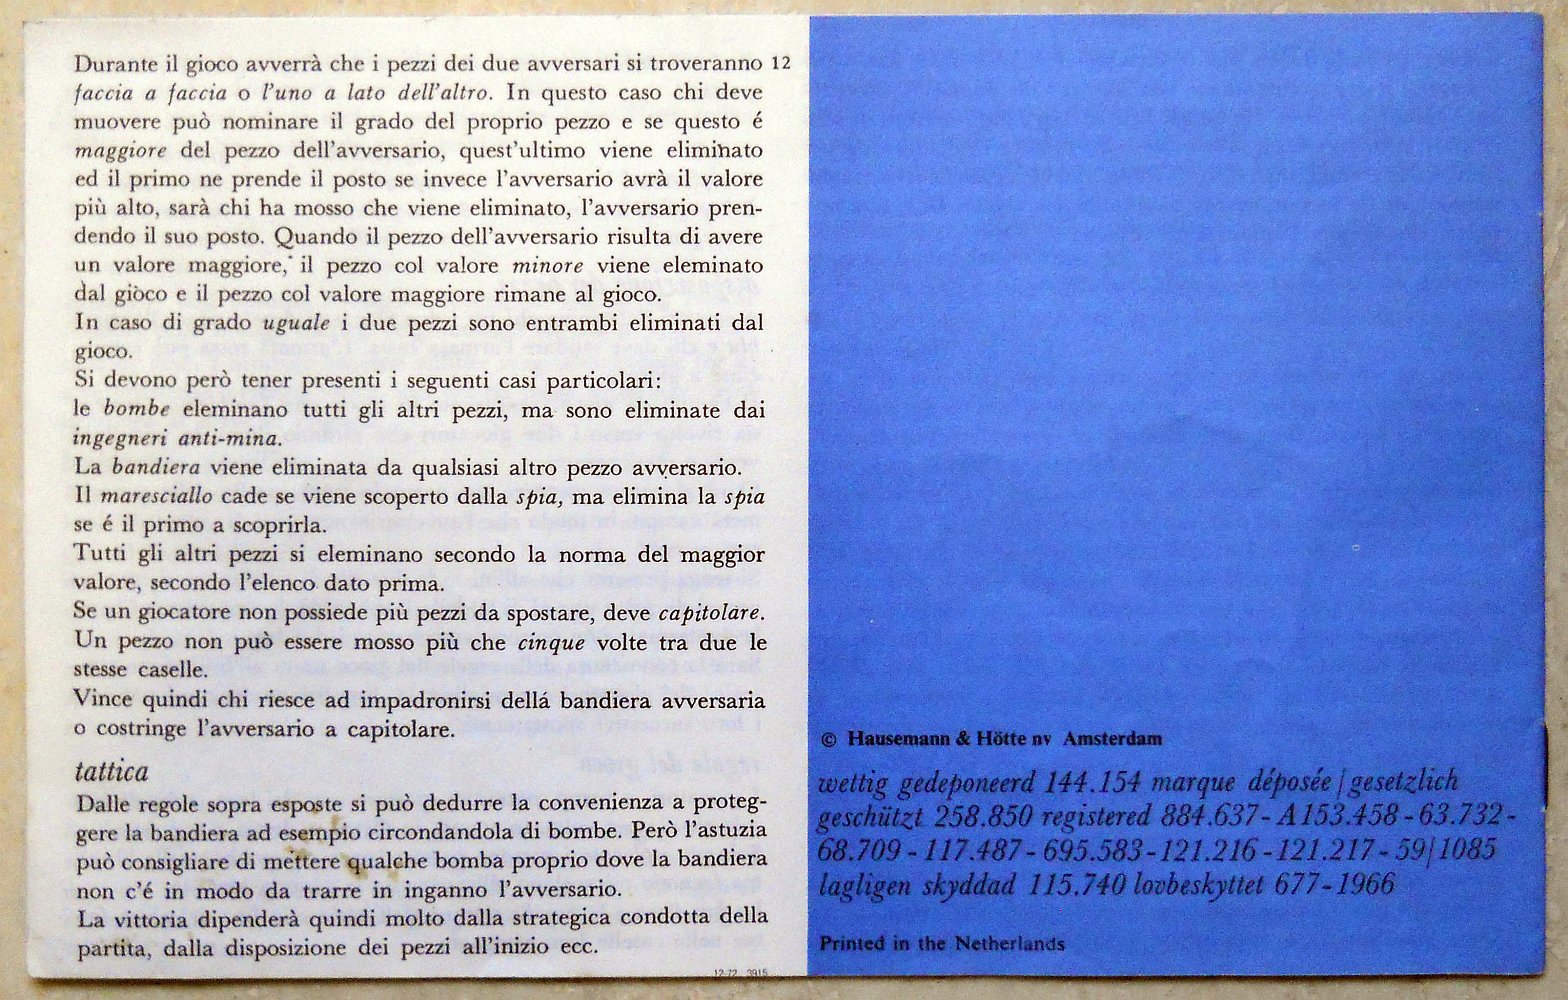 Durante il gioco avverrà che i pezzi dei due avversari si troveranno 12
faccia a faccia o l'uno a lato dell'altro. In questo caso chi deve
muovere può nominare il grado del proprio pezzo e se questo é
maggiore del pezzo dell'avversario, quest'ultimo viene eliminato
ed il primo ne prende il posto se invece l'avversario avrà il valore
più alto, sarà chi ha mosso che viene eliminato, l'avversario pren-
dendo il suo posto. Quando il pezzo dell'avversario risulta di avere
un valore maggiore, il pezzo col valore minore viene eleminato
dal giòco e il pezzo col valore maggiore rimane al gioco.
In caso di grado uguale i due pezzi sono entrambi eliminati dal
gioco.
Si devono però tener presenti i seguenti casi particolari:
le bombe eleminano tutti gli altri pezzi, ma sono eliminate dai
ingegneri anti-mina.
La bandiera viene eliminata da qualsiasi altro pezzo avversario.
Il maresciallo cade se viene scoperto dalla spia, ma elimina la spia
se é il primo a scoprirla.
Tutti gli altri pezzi si eleminano secondo la norma del maggior
valore, secondo l'elenco dato prima.
Se un giocatore non possiede più pezzi da spostare, deve capitolare.
Un pezzo non può essere mosso più che cinque volte tra due le
stesse caselle.
Vince quindi chi riesce ad impadronirsi dellá bandiera avversaria
o costringe l'avversario a capitolare.
tattica
Dalle regole sopra esposte si può dedurre la convenienza a proteg-
gere la bandiera ad esempio circondandola di bombe. Però l'astuzia
può consigliare di mettere qualche bomba proprio dove la bandiera
non c'é in modo da trarre in inganno l'avversario.
La vittoria dipenderà quindi molto dalla strategica condotta della
partita, dalla disposizione dei pezzi all'inizio ecc.
12-72 3915
© Hausemann & Hötte nv Amsterdam
wettig gedeponeerd 144.154 marque déposée/gesetzlich
geschützt 258.850 registered 884.637-A153.458-63.732-
68.709-117.487-695.583-121.216-121.217-59/1085
lagligen skyddad 115.740 lovbeskyttet 677-1966
Printed in the Netherlands